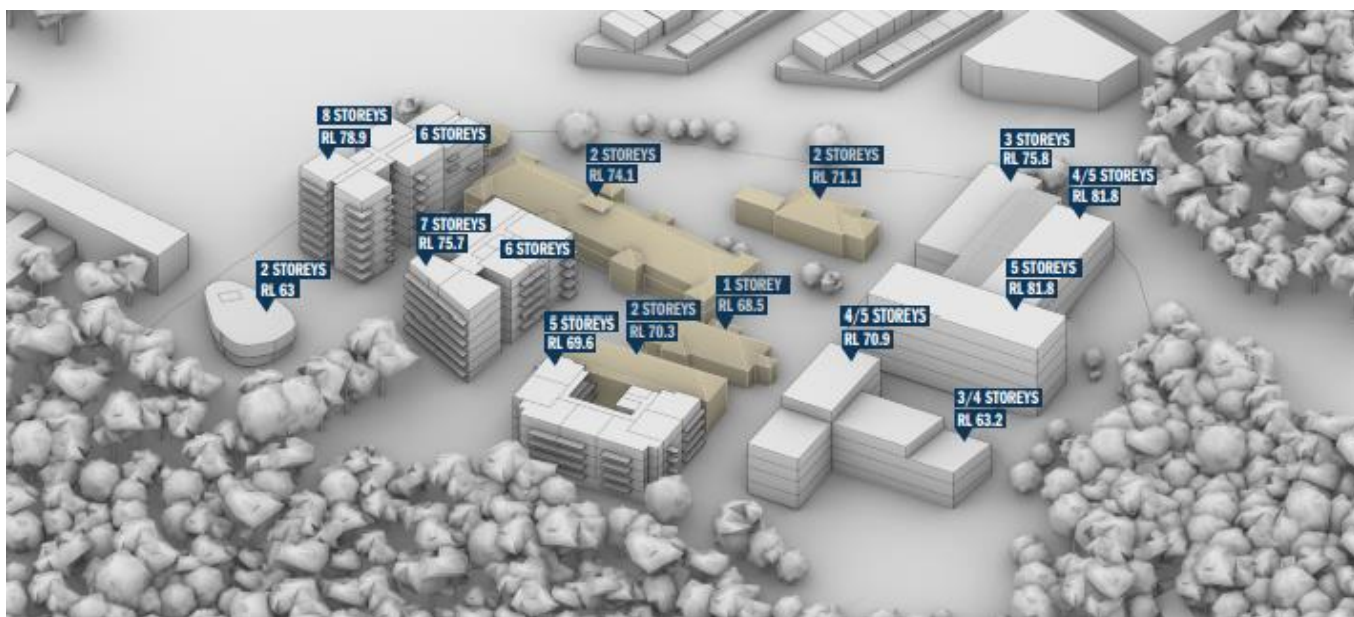 8 STOREYS
RL 78.9
6 STOREYS
2 STOREYS
RL 74.1
2 STOREYS
RL 71.1
3 STOREYS
RL 75.8
4/5 STOREYS
RL 81.8
7 STOREYS
RL 75.7
6 STOREYS
2 STOREYS
RL 63
5 STOREYS
RL 81.8
1 STOREY
RL 68.5
2 STOREYS
RL 70.3
5 STOREYS
RL 69.6
4/5 STOREYS
RL 70.9
3/4 STOREYS
RL 63.2